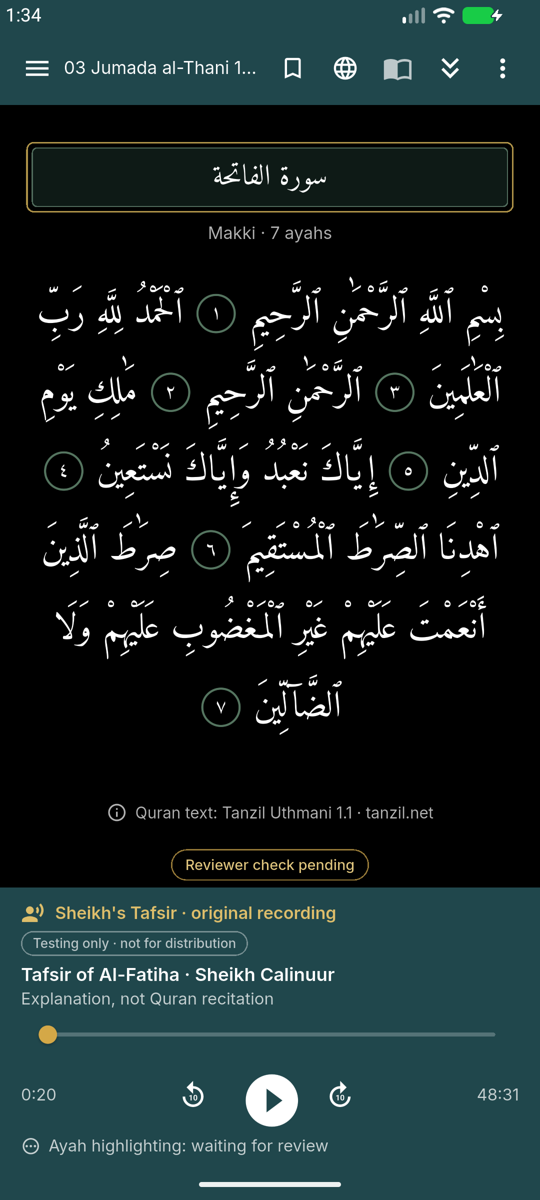 1:34
03 Jumada al-Thani 1...
سورة الفاتحة
Makki · 7 ayahs
بِسْمِ ٱللَّهِ ٱلرَّحْمَٰنِ ٱلرَّحِيمِ ١ ٱلْحَمْدُ لِلَّهِ رَبِّ
ٱلْعَٰلَمِينَ ٣ ٱلرَّحْمَٰنِ ٱلرَّحِيمِ ٢ مَٰلِكِ يَوْمِ
ٱلدِّينِ ٥ إِيَّاكَ نَعْبُدُ وَإِيَّاكَ نَسْتَعِينُ ٤
ٱهْدِنَا ٱلصِّرَٰطَ ٱلْمُسْتَقِيمَ ٦ صِرَٰطَ ٱلَّذِينَ
أَنْعَمْتَ عَلَيْهِمْ غَيْرِ ٱلْمَغْضُوبِ عَلَيْهِمْ وَلَا
ٱلضَّآلِّينَ ٧
Quran text: Tanzil Uthmani 1.1 · tanzil.net
Reviewer check pending
Sheikh's Tafsir · original recording
Testing only · not for distribution
Tafsir of Al-Fatiha · Sheikh Calinuur
Explanation, not Quran recitation
0:20 10 10 48:31
Ayah highlighting: waiting for review